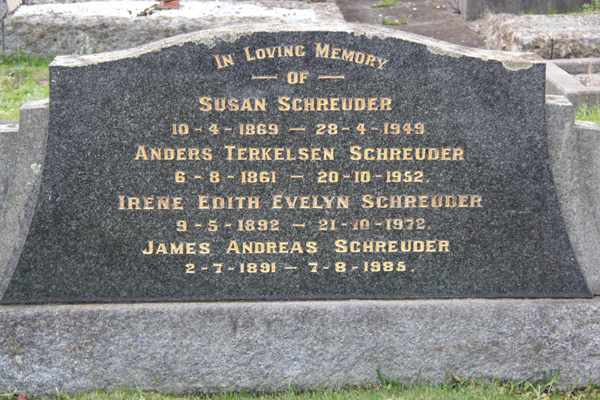 In Loving Memory
— OF —
SUSAN SCHREUDER
10-4-1869 — 28-4-1949
ANDERS TERKELSEN SCHREUDER
6-8-1861 — 20-10-1952.
IRENE EDITH EVELYN SCHREUDER
9-5-1892 — 21-10-1972.
JAMES ANDREAS SCHREUDER
2-7-1891 — 7-8-1985.